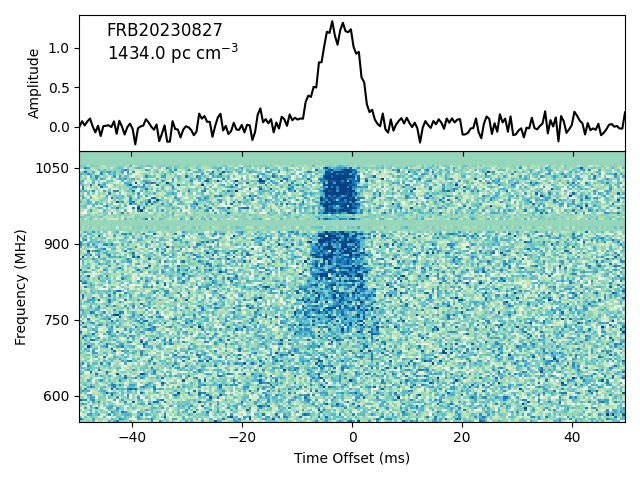 FRB20230827
1434.0 pc cm⁻³
Amplitude
1.0
0.5
0.0
Frequency (MHz)
1050
900
750
600
−40 −20 0 20 40
Time Offset (ms)